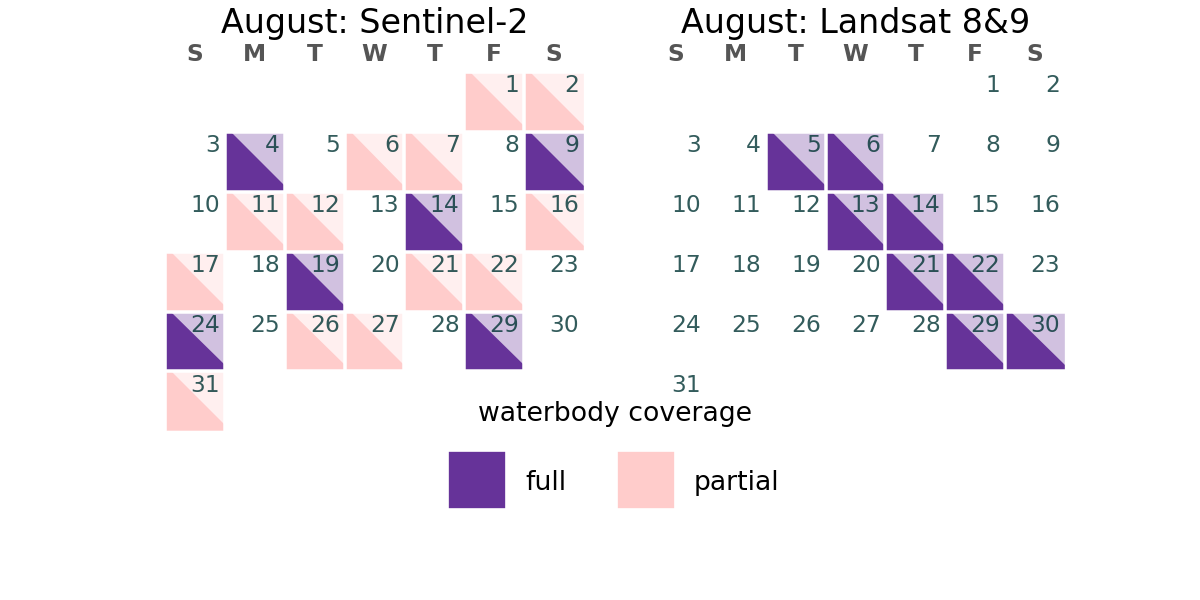 August: Sentinel-2
S M T W T F S
1 2
3 4 5 6 7 8 9
10 11 12 13 14 15 16
17 18 19 20 21 22 23
24 25 26 27 28 29 30
31
August: Landsat 8&9
S M T W T F S
1 2
3 4 5 6 7 8 9
10 11 12 13 14 15 16
17 18 19 20 21 22 23
24 25 26 27 28 29 30
31
waterbody coverage
full partial